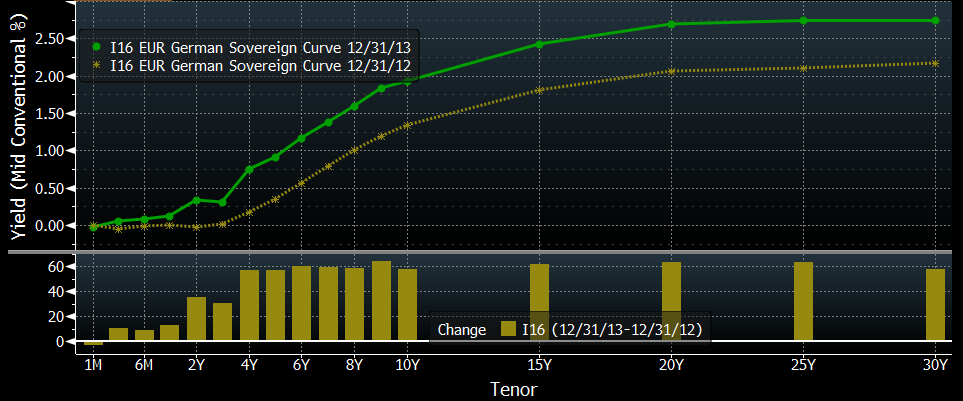 Yield (Mid Conventional %)
2.50
2.00
1.50
1.00
0.50
0.00
I16 EUR German Sovereign Curve 12/31/13
I16 EUR German Sovereign Curve 12/31/12
60
40
20
0
Change I16 (12/31/13-12/31/12)
1M 6M 2Y 4Y 6Y 8Y 10Y 15Y 20Y 25Y 30Y
Tenor